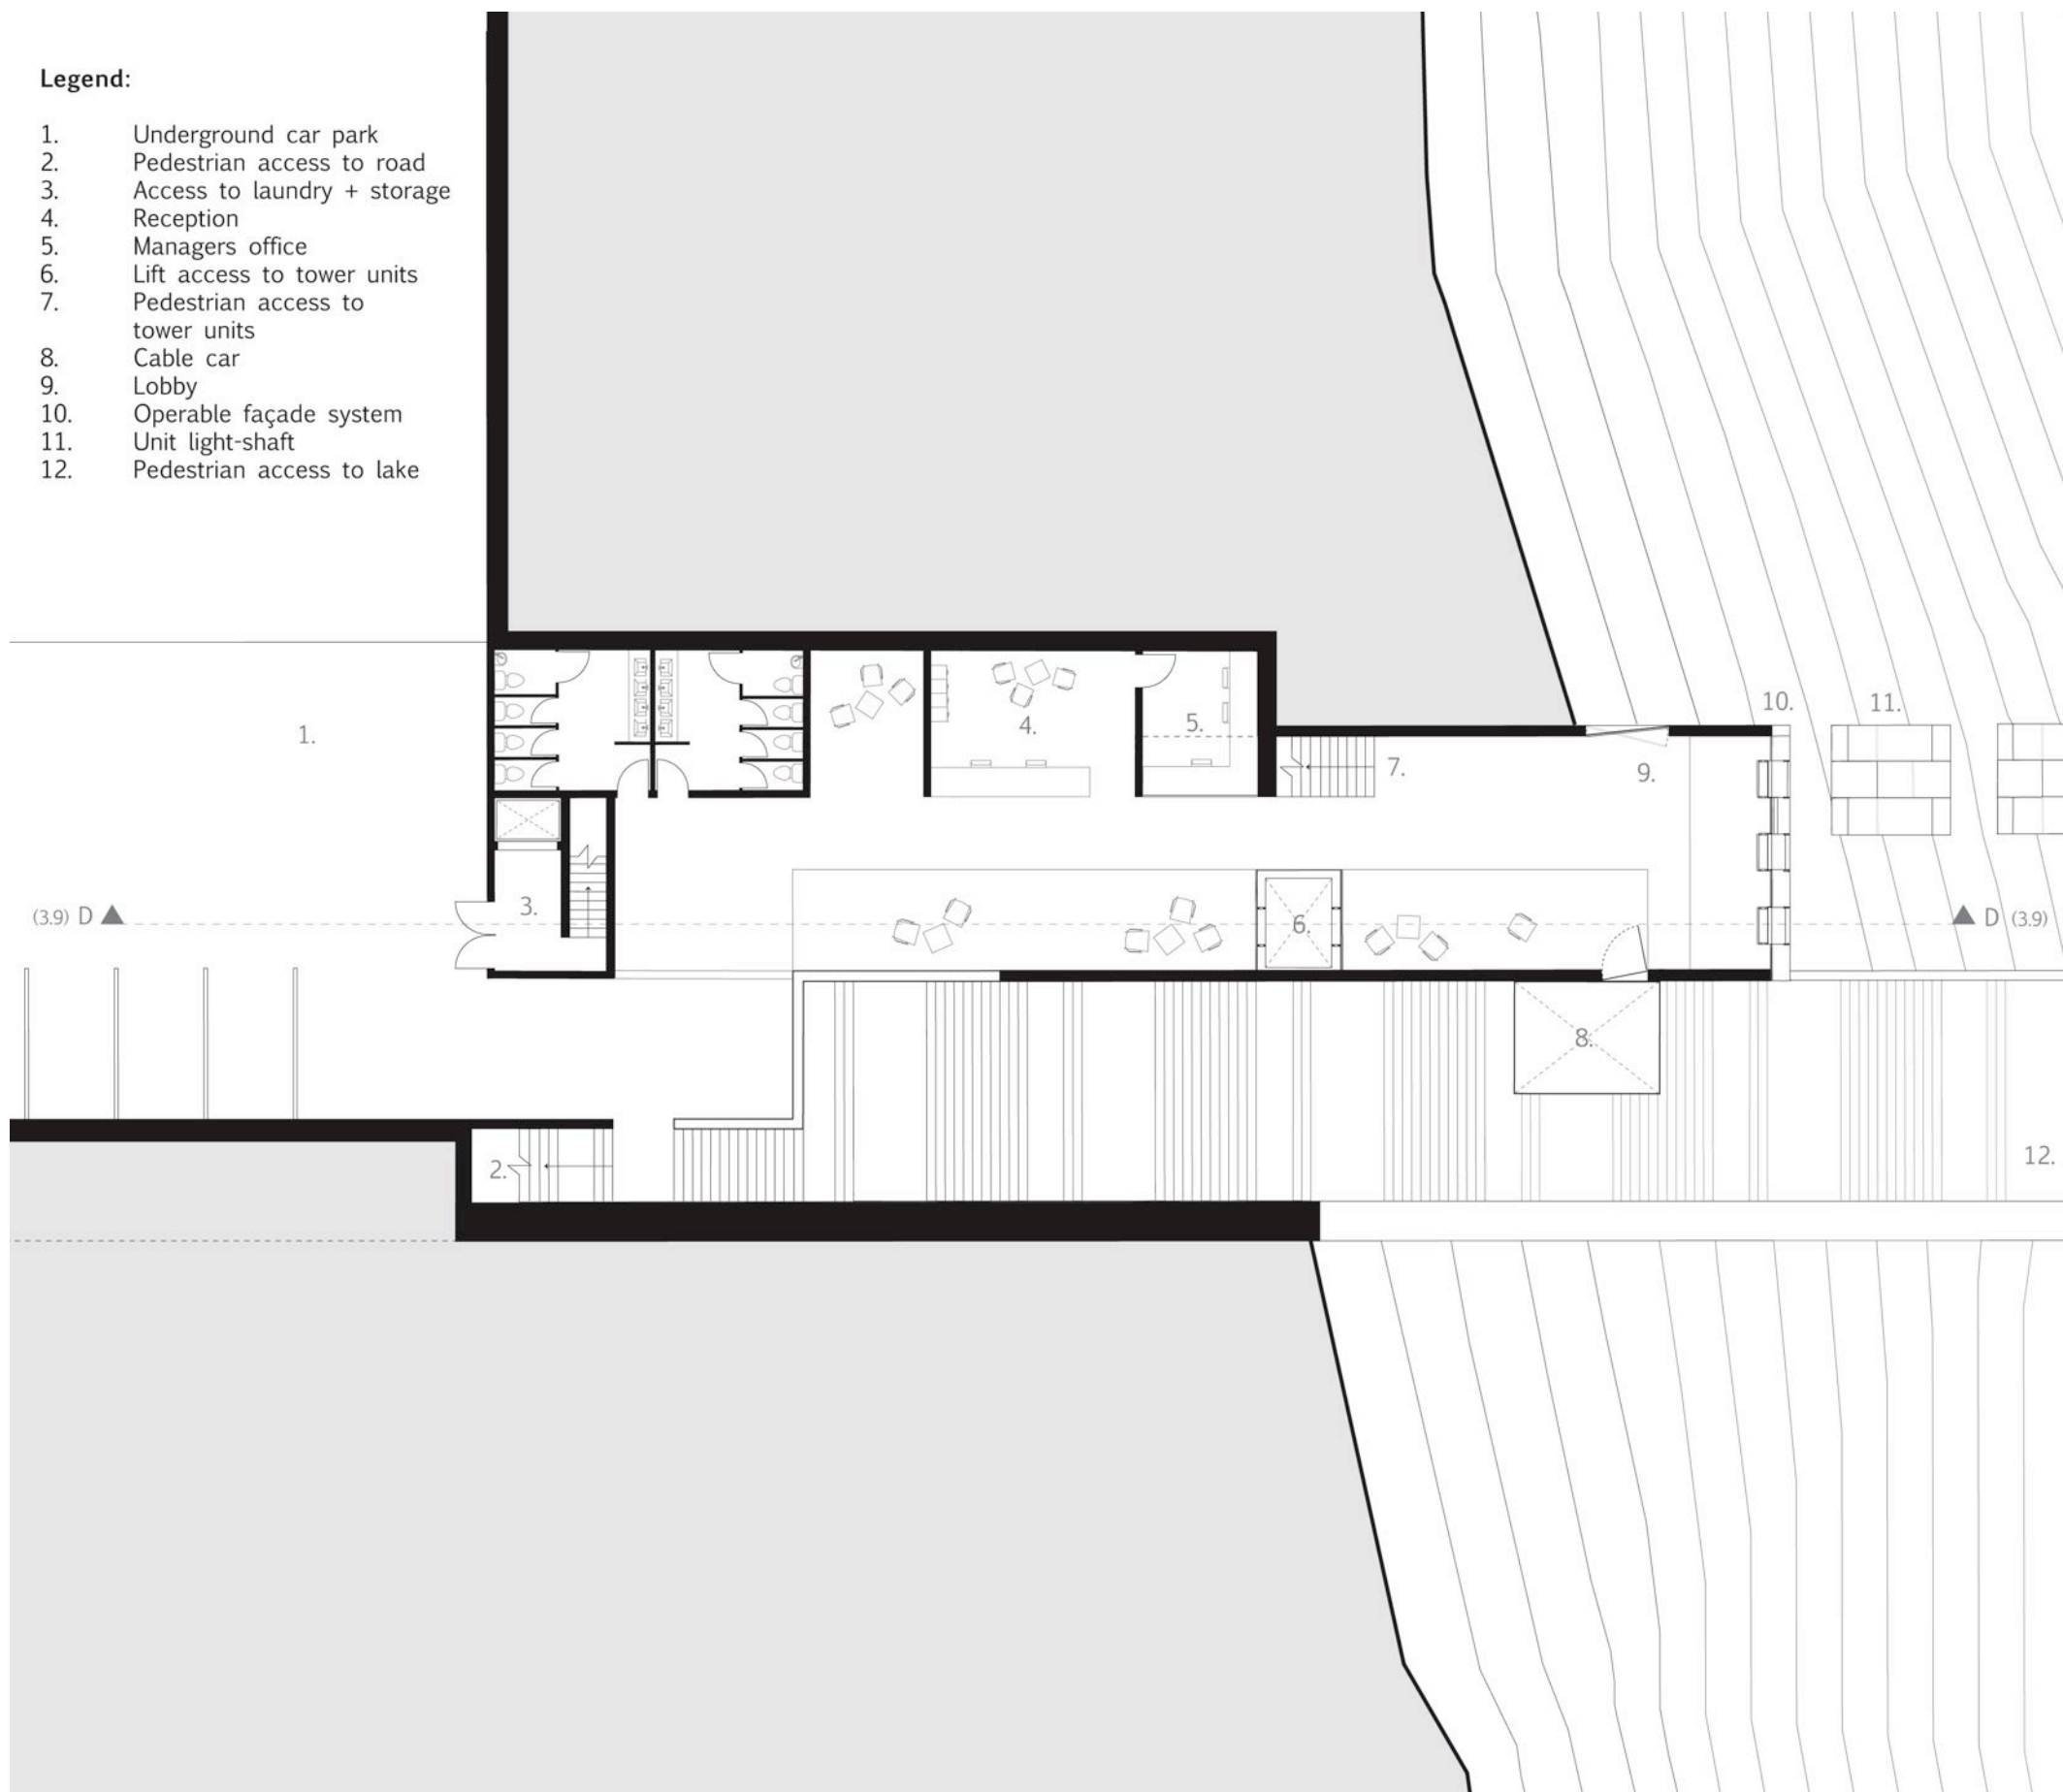 Legend:
1. Underground car park
2. Pedestrian access to road
3. Access to laundry + storage
4. Reception
5. Managers office
6. Lift access to tower units
7. Pedestrian access to
tower units
8. Cable car
9. Lobby
10. Operable façade system
11. Unit light-shaft
12. Pedestrian access to lake
10.
11.
1.
4.
5.
7.
9.
3.
(3.9) D
6.
D (3.9)
8.
2.
12.